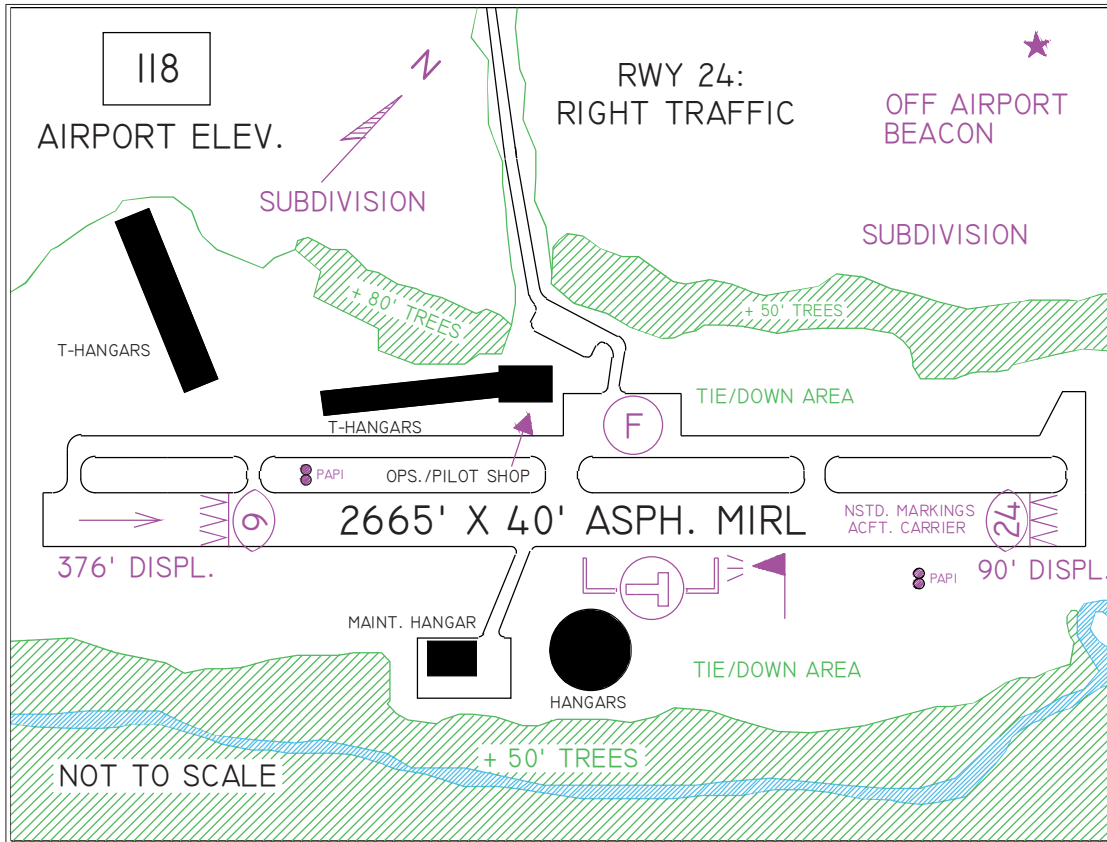 118
AIRPORT ELEV.
N
RWY 24:
RIGHT TRAFFIC
OFF AIRPORT
BEACON
SUBDIVISION
SUBDIVISION
+ 80' TREES
+ 50' TREES
T-HANGARS
TIE/DOWN AREA
T-HANGARS
F
PAPI
OPS./PILOT SHOP
6
2665' X 40' ASPH. MIRL
NSTD. MARKINGS
ACFT. CARRIER
24
376' DISPL.
PAPI
90' DISPL.
MAINT. HANGAR
TIE/DOWN AREA
HANGARS
+ 50' TREES
NOT TO SCALE